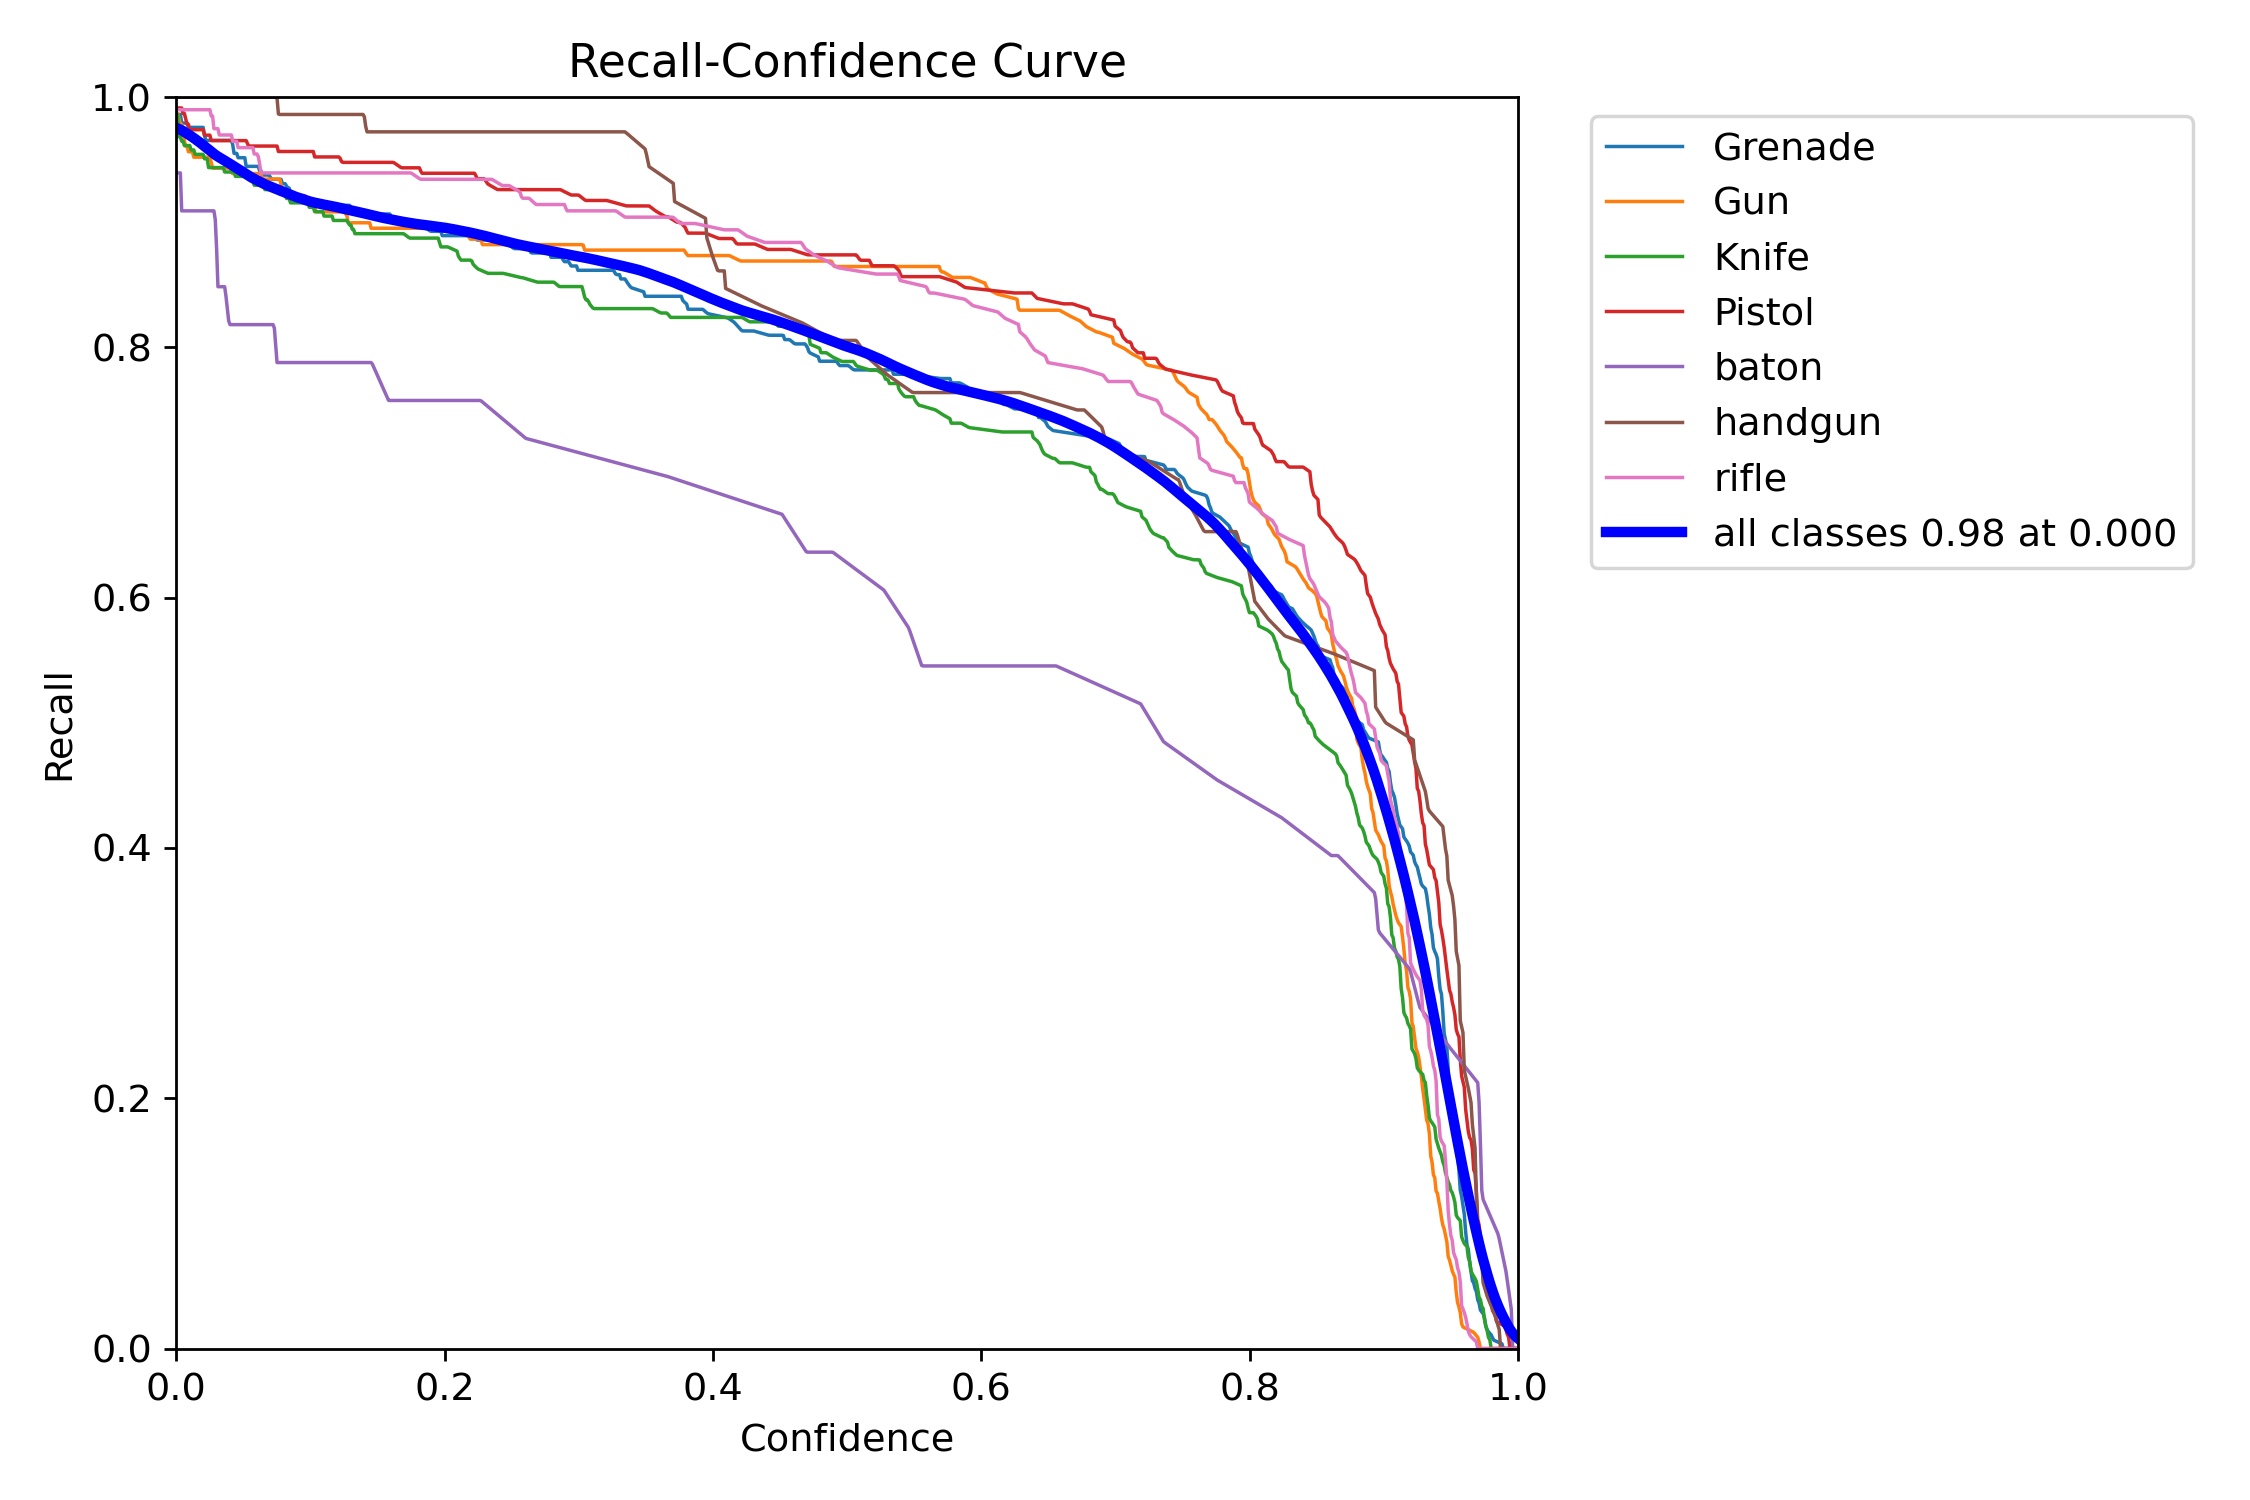 Recall-Confidence Curve
1.0
0.8
0.6
0.4
0.2
0.0
Recall
0.0 0.2 0.4 0.6 0.8 1.0
Confidence
Grenade
Gun
Knife
Pistol
baton
handgun
rifle
all classes 0.98 at 0.000